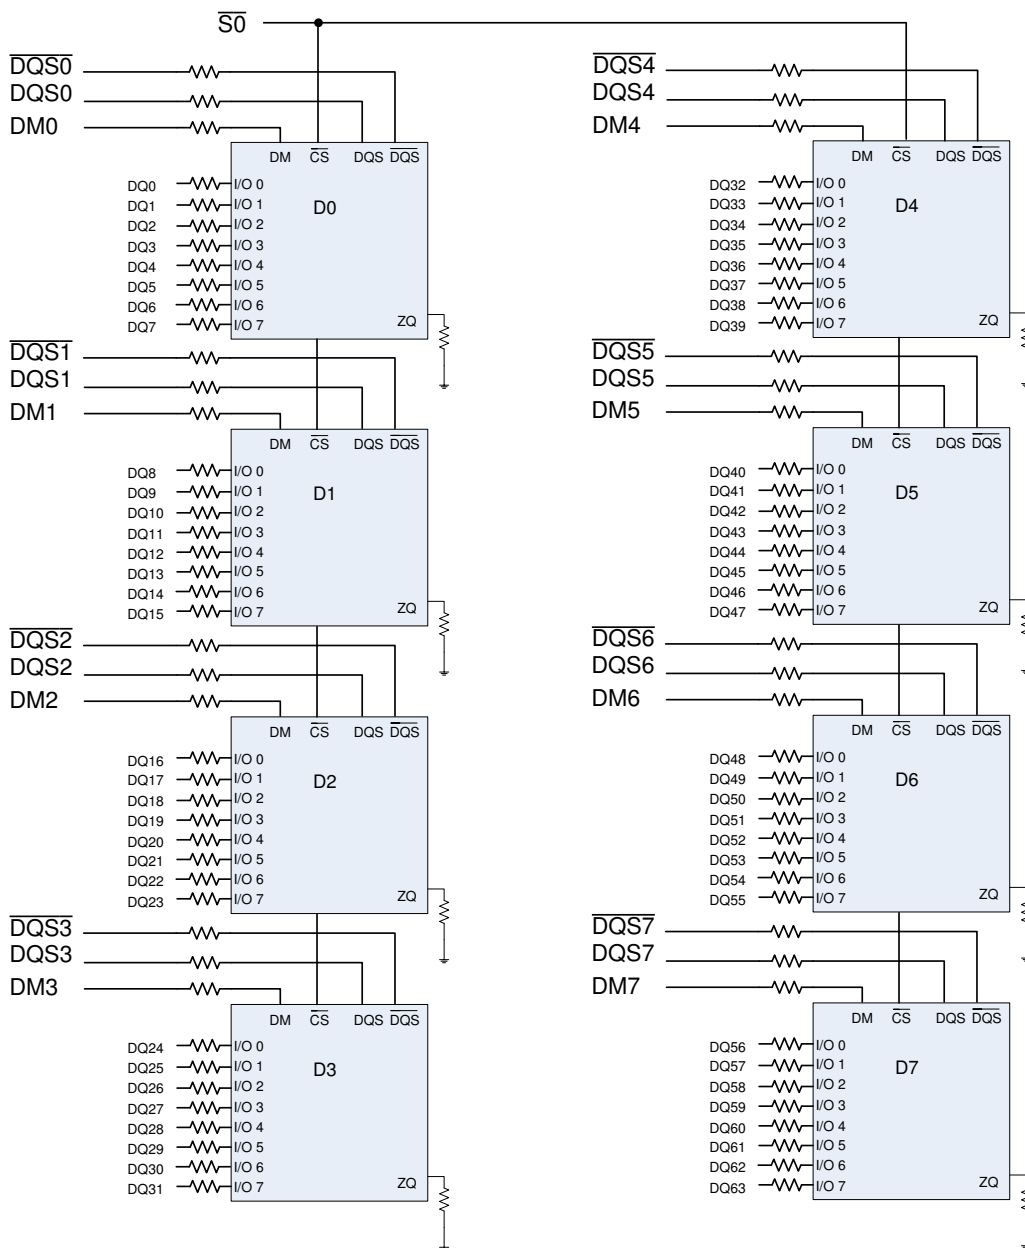 S0
DQS0
DQS0
DM0
DM CS DQS DQS
D0
DQ0 I/O 0
DQ1 I/O 1
DQ2 I/O 2
DQ3 I/O 3
DQ4 I/O 4
DQ5 I/O 5
DQ6 I/O 6
DQ7 I/O 7
ZQ
DQS1
DQS1
DM1
DM CS DQS DQS
D1
DQ8 I/O 0
DQ9 I/O 1
DQ10 I/O 2
DQ11 I/O 3
DQ12 I/O 4
DQ13 I/O 5
DQ14 I/O 6
DQ15 I/O 7
ZQ
DQS2
DQS2
DM2
DM CS DQS DQS
D2
DQ16 I/O 0
DQ17 I/O 1
DQ18 I/O 2
DQ19 I/O 3
DQ20 I/O 4
DQ21 I/O 5
DQ22 I/O 6
DQ23 I/O 7
ZQ
DQS3
DQS3
DM3
DM CS DQS DQS
D3
DQ24 I/O 0
DQ25 I/O 1
DQ26 I/O 2
DQ27 I/O 3
DQ28 I/O 4
DQ29 I/O 5
DQ30 I/O 6
DQ31 I/O 7
ZQ
DQS4
DQS4
DM4
DM CS DQS DQS
D4
DQ32 I/O 0
DQ33 I/O 1
DQ34 I/O 2
DQ35 I/O 3
DQ36 I/O 4
DQ37 I/O 5
DQ38 I/O 6
DQ39 I/O 7
ZQ
DQS5
DQS5
DM5
DM CS DQS DQS
D5
DQ40 I/O 0
DQ41 I/O 1
DQ42 I/O 2
DQ43 I/O 3
DQ44 I/O 4
DQ45 I/O 5
DQ46 I/O 6
DQ47 I/O 7
ZQ
DQS6
DQS6
DM6
DM CS DQS DQS
D6
DQ48 I/O 0
DQ49 I/O 1
DQ50 I/O 2
DQ51 I/O 3
DQ52 I/O 4
DQ53 I/O 5
DQ54 I/O 6
DQ55 I/O 7
ZQ
DQS7
DQS7
DM7
DM CS DQS DQS
D7
DQ56 I/O 0
DQ57 I/O 1
DQ58 I/O 2
DQ59 I/O 3
DQ60 I/O 4
DQ61 I/O 5
DQ62 I/O 6
DQ63 I/O 7
ZQ